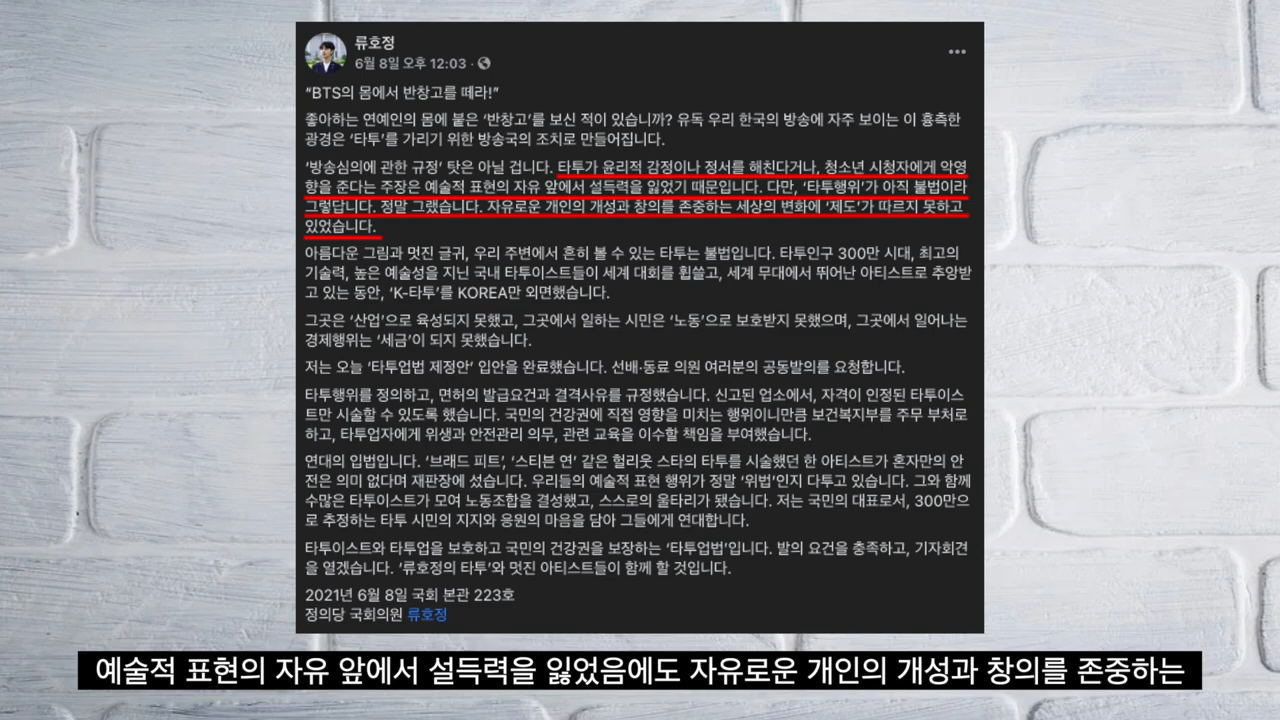 류호정
6월 8일 오후 12:03 ·
“BTS의 몸에서 반창고를 떼라!”
좋아하는 연예인의 몸에 붙은 ‘반창고’를 보신 적이 있습니까? 유독 우리 한국의 방송에 자주 보이는 이 흉측한
광경은 ‘타투’를 가리기 위한 방송국의 조치로 만들어집니다.
‘방송심의에 관한 규정’ 탓은 아닐 겁니다. 타투가 윤리적 감정이나 정서를 해친다거나, 청소년 시청자에게 악영
향을 준다는 주장은 예술적 표현의 자유 앞에서 설득력을 잃었기 때문입니다. 다만, ‘타투행위’가 아직 불법이라
그렇답니다. 정말 그랬습니다. 자유로운 개인의 개성과 창의를 존중하는 세상의 변화에 ‘제도’가 따르지 못하고
있었습니다.
아름다운 그림과 멋진 글귀, 우리 주변에서 흔히 볼 수 있는 타투는 불법입니다. 타투인구 300만 시대, 최고의
기술력, 높은 예술성을 지닌 국내 타투이스트들이 세계 대회를 휩쓸고, 세계 무대에서 뛰어난 아티스트로 추앙받
고 있는 동안, ‘K-타투’를 KOREA만 외면했습니다.
그곳은 ‘산업’으로 육성되지 못했고, 그곳에서 일하는 시민은 ‘노동’으로 보호받지 못했으며, 그곳에서 일어나는
경제행위는 ‘세금’이 되지 못했습니다.
저는 오늘 ‘타투업법 제정안’ 입안을 완료했습니다. 선배·동료 의원 여러분의 공동발의를 요청합니다.
타투행위를 정의하고, 면허의 발급요건과 결격사유를 규정했습니다. 신고된 업소에서, 자격이 인정된 타투이스
트만 시술할 수 있도록 했습니다. 국민의 건강권에 직접 영향을 미치는 행위이니만큼 보건복지부를 주무 부처로
하고, 타투업자에게 위생과 안전관리 의무, 관련 교육을 이수할 책임을 부여했습니다.
연대의 입법입니다. ‘브래드 피트’, ‘스티븐 연’ 같은 헐리웃 스타의 타투를 시술했던 한 아티스트가 혼자만의 안
전은 의미 없다며 재판장에 섰습니다. 우리들의 예술적 표현 행위가 정말 ‘위법’인지 다투고 있습니다. 그와 함께
수많은 타투이스트가 모여 노동조합을 결성했고, 스스로의 울타리가 됐습니다. 저는 국민의 대표로서, 300만으
로 추정하는 타투 시민의 지지와 응원의 마음을 담아 그들에게 연대합니다.
타투이스트와 타투업을 보호하고 국민의 건강권을 보장하는 ‘타투업법’입니다. 발의 요건을 충족하고, 기자회견
을 열겠습니다. ‘류호정의 타투’와 멋진 아티스트들이 함께 할 것입니다.
2021년 6월 8일 국회 본관 223호
정의당 국회의원 류호정
예술적 표현의 자유 앞에서 설득력을 잃었음에도 자유로운 개인의 개성과 창의를 존중하는